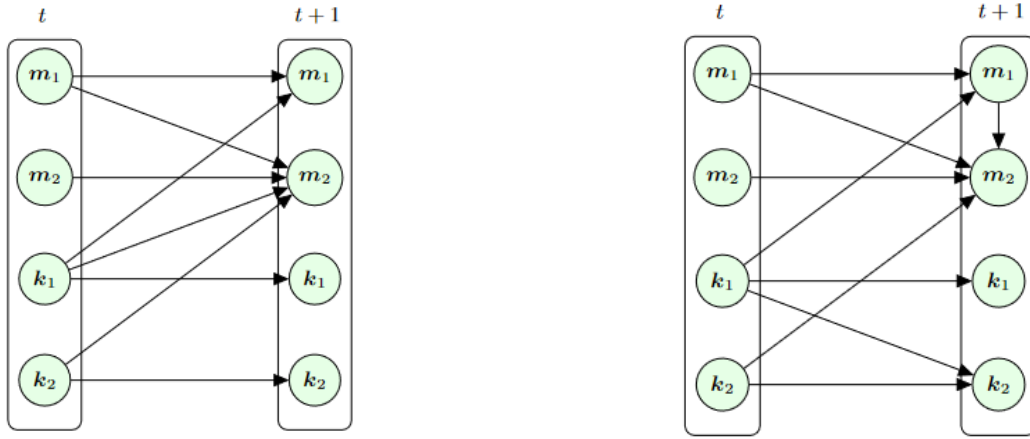 t
t + 1
m₁
m₁
m₂
m₂
k₁
k₁
k₂
k₂
t
t + 1
m₁
m₁
m₂
m₂
k₁
k₁
k₂
k₂